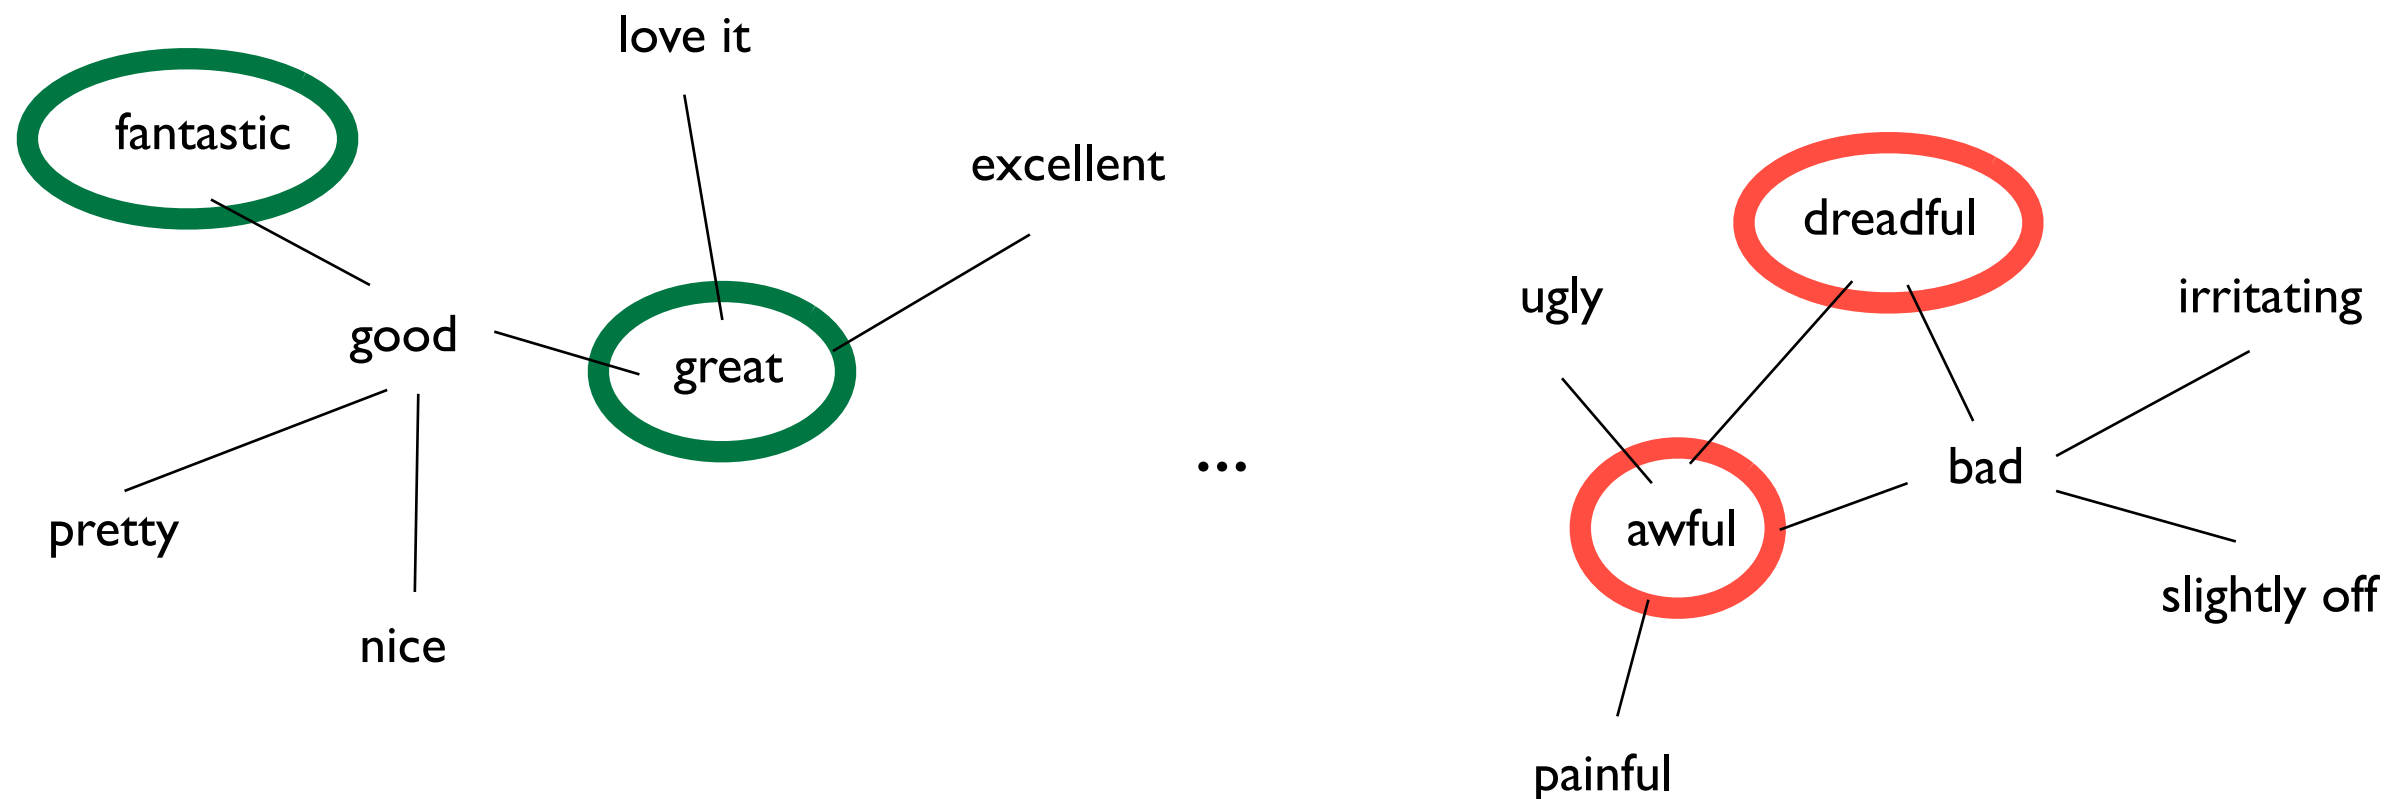 love it
fantastic
excellent
good
great
pretty
nice
...
dreadful
ugly
irritating
bad
awful
slightly off
painful